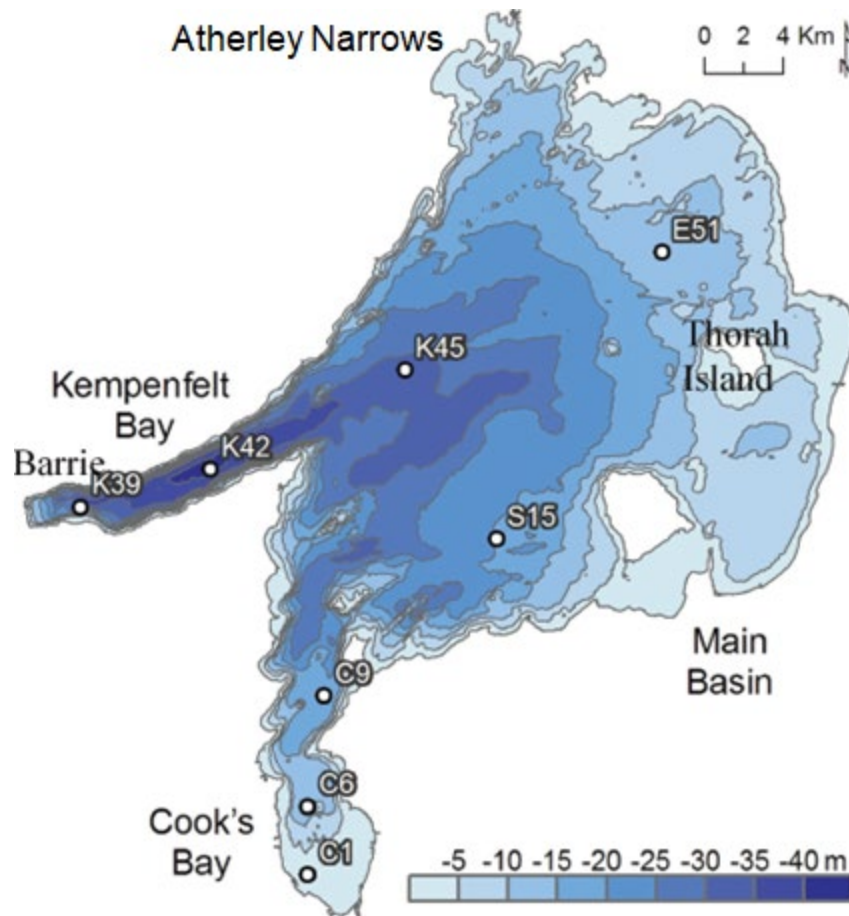 Atherley Narrows
0 2 4 Km
E51
Thorah
Island
K45
Kempenfelt
Bay
K42
Barrie
K39
S15
Main
Basin
C9
C6
Cook's
Bay
C1
-5 -10 -15 -20 -25 -30 -35 -40 m